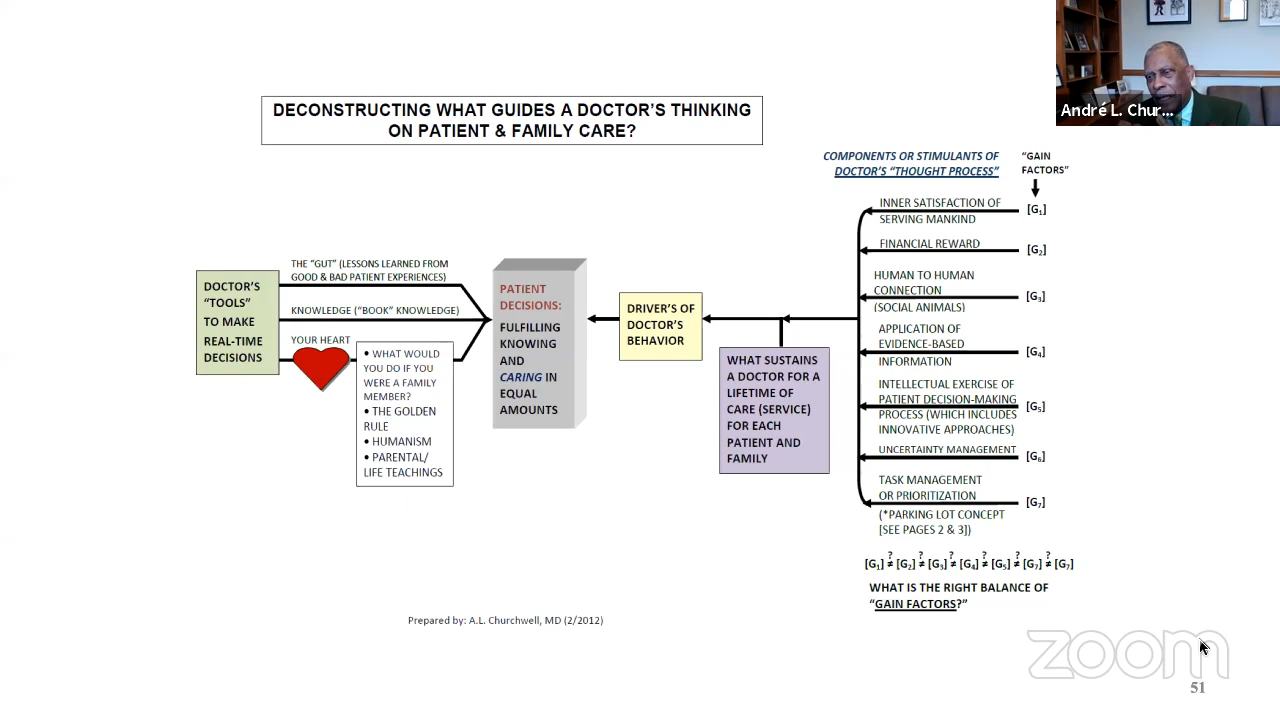 André L. Chur...
DECONSTRUCTING WHAT GUIDES A DOCTOR'S THINKING
ON PATIENT & FAMILY CARE?
COMPONENTS OR STIMULANTS OF
DOCTOR'S "THOUGHT PROCESS"
"GAIN
FACTORS"
INNER SATISFACTION OF
SERVING MANKIND
[G₁]
FINANCIAL REWARD
[G₂]
HUMAN TO HUMAN
CONNECTION
(SOCIAL ANIMALS)
[G₃]
APPLICATION OF
EVIDENCE-BASED
INFORMATION
[G₄]
INTELLECTUAL EXERCISE OF
PATIENT DECISION-MAKING
PROCESS (WHICH INCLUDES
INNOVATIVE APPROACHES)
[G₅]
UNCERTAINTY MANAGEMENT
[G₆]
TASK MANAGEMENT
OR PRIORITIZATION
(*PARKING LOT CONCEPT
[SEE PAGES 2 & 3])
[G₇]
DOCTOR'S
"TOOLS"
TO MAKE
REAL-TIME
DECISIONS
THE "GUT" (LESSONS LEARNED FROM
GOOD & BAD PATIENT EXPERIENCES)
KNOWLEDGE ("BOOK" KNOWLEDGE)
YOUR HEART
• WHAT WOULD
YOU DO IF YOU
WERE A FAMILY
MEMBER?
• THE GOLDEN
RULE
• HUMANISM
• PARENTAL/
LIFE TEACHINGS
PATIENT
DECISIONS:
FULFILLING
KNOWING
AND
CARING IN
EQUAL
AMOUNTS
DRIVER'S OF
DOCTOR'S
BEHAVIOR
WHAT SUSTAINS
A DOCTOR FOR A
LIFETIME OF
CARE (SERVICE)
FOR EACH
PATIENT AND
FAMILY
? ? ? ? ? ?
[G₁] ≠ [G₂] ≠ [G₃] ≠ [G₄] ≠ [G₅] ≠ [G₇] ≠ [G₇]
WHAT IS THE RIGHT BALANCE OF
"GAIN FACTORS?"
Prepared by: A.L. Churchwell, MD (2/2012)
zoom
51